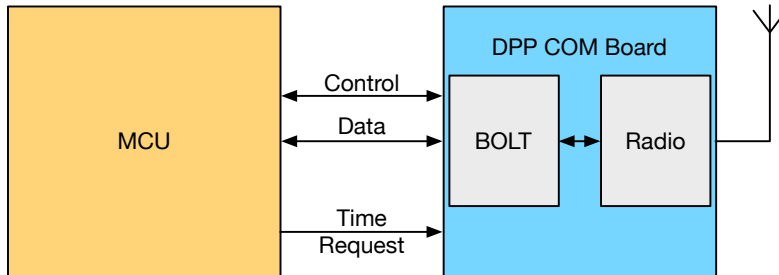 DPP COM Board
Control
Data
MCU
BOLT
Radio
Time
Request